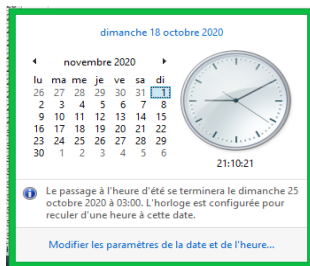 dimanche 18 octobre 2020
novembre 2020
lu ma me je ve sa di
26 27 28 29 30 31 1
2 3 4 5 6 7 8
9 10 11 12 13 14 15
16 17 18 19 20 21 22
23 24 25 26 27 28 29
30 1 2 3 4 5 6
21:10:21
Le passage à l'heure d'été se terminera le dimanche 25
octobre 2020 à 03:00. L'horloge est configurée pour
reculer d'une heure à cette date.
Modifier les paramètres de la date et de l'heure...